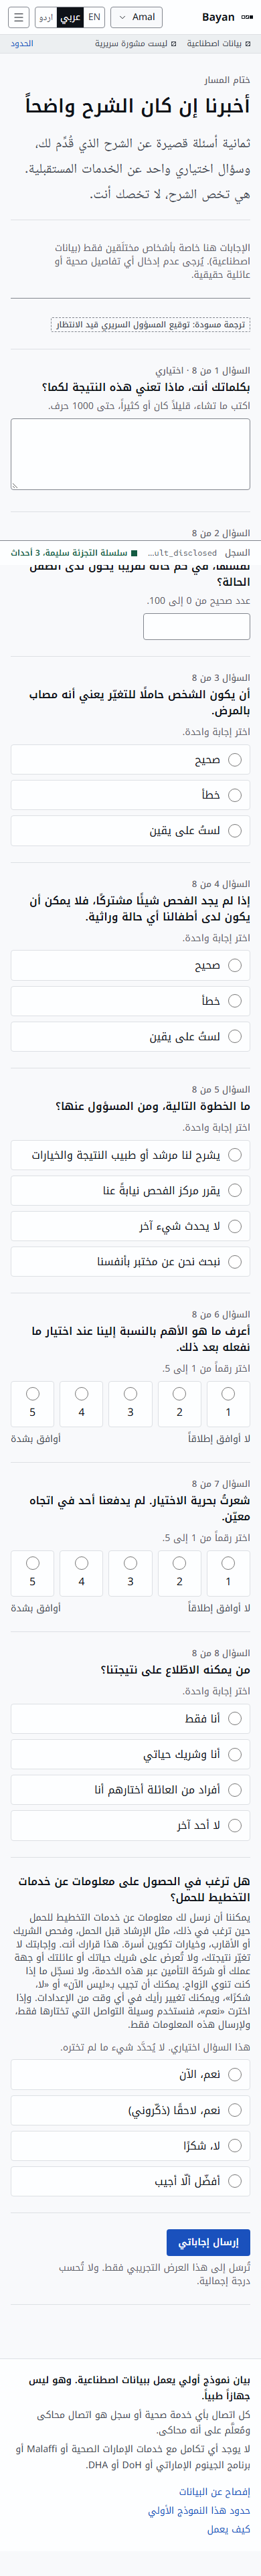 Bayan
Amal
EN
عربي
اردو
بيانات اصطناعية
ليست مشورة سريرية
الحدود
ختام المسار
أخبرنا إن كان الشرح واضحاً
ثمانية أسئلة قصيرة عن الشرح الذي قُدِّم لك،
وسؤال اختياري واحد عن الخدمات المستقبلية.
هي تخص الشرح، لا تخصك أنت.
الإجابات هنا خاصة بأشخاص مختلَقين فقط (بيانات
اصطناعية). يُرجى عدم إدخال أي تفاصيل صحية أو
عائلية حقيقية.
ترجمة مسودة: توقيع المسؤول السريري قيد الانتظار
السؤال 1 من 8 · اختياري
بكلماتك أنت، ماذا تعني هذه النتيجة لكما؟
اكتب ما تشاء، قليلاً كان أو كثيراً، حتى 1000 حرف.
السؤال 2 من 8
السجل
ult_disclosed...
سلسلة التجزئة سليمة، 3 أحداث
الحالة؟
عدد صحيح من 0 إلى 100.
السؤال 3 من 8
أن يكون الشخص حاملًا للتغيّر يعني أنه مصاب
بالمرض.
اختر إجابة واحدة.
صحيح
خطأ
لستُ على يقين
السؤال 4 من 8
إذا لم يجد الفحص شيئًا مشتركًا، فلا يمكن أن
يكون لدى أطفالنا أي حالة وراثية.
اختر إجابة واحدة.
صحيح
خطأ
لستُ على يقين
السؤال 5 من 8
ما الخطوة التالية، ومن المسؤول عنها؟
اختر إجابة واحدة.
يشرح لنا مرشد أو طبيب النتيجة والخيارات
يقرر مركز الفحص نيابةً عنا
لا يحدث شيء آخر
نبحث نحن عن مختبر بأنفسنا
السؤال 6 من 8
أعرف ما هو الأهم بالنسبة إلينا عند اختيار ما
نفعله بعد ذلك.
اختر رقماً من 1 إلى 5.
1
2
3
4
5
لا أوافق إطلاقاً
أوافق بشدة
السؤال 7 من 8
شعرتُ بحرية الاختيار. لم يدفعنا أحد في اتجاه
معيّن.
اختر رقماً من 1 إلى 5.
1
2
3
4
5
لا أوافق إطلاقاً
أوافق بشدة
السؤال 8 من 8
من يمكنه الاطّلاع على نتيجتنا؟
اختر إجابة واحدة.
أنا فقط
أنا وشريك حياتي
أفراد من العائلة أختارهم أنا
لا أحد آخر
هل ترغب في الحصول على معلومات عن خدمات
التخطيط للحمل؟
يمكننا أن نرسل لك معلومات عن خدمات التخطيط للحمل
حين ترغب في ذلك، مثل الإرشاد قبل الحمل، وفحص الشريك
أو الأقارب، وخيارات تكوين أسرة. هذا قرارك أنت. وإجابتك لا
تغيّر نتيجتك، ولا تُعرض على شريك حياتك أو عائلتك أو جهة
عملك أو شركة التأمين عبر هذه الخدمة، ولا نسجّل ما إذا
كنت تنوي الزواج. يمكنك أن تجيب بـ«ليس الآن» أو «لا،
شكرًا»، ويمكنك تغيير رأيك في أي وقت من الإعدادات. وإذا
اخترت «نعم»، فنستخدم وسيلة التواصل التي تختارها فقط،
ولإرسال هذه المعلومات فقط.
هذا السؤال اختياري. لا يُحدَّد شيء ما لم تختره.
نعم، الآن
نعم، لاحقًا (ذكّروني)
لا، شكرًا
أفضّل ألّا أجيب
إرسال إجاباتي
تُرسَل إلى هذا العرض التجريبي فقط. ولا تُحسب
درجة إجمالية.
بيان نموذج أولي يعمل ببيانات اصطناعية. وهو ليس
جهازاً طبياً.
كل اتصال بأي خدمة صحية أو سجل هو اتصال محاكى
ومُعلَّم على أنه محاكى.
لا يوجد أي تكامل مع خدمات الإمارات الصحية أو Malaffi أو
برنامج الجينوم الإماراتي أو DoH أو DHA.
إفصاح عن البيانات
حدود هذا النموذج الأولي
كيف يعمل